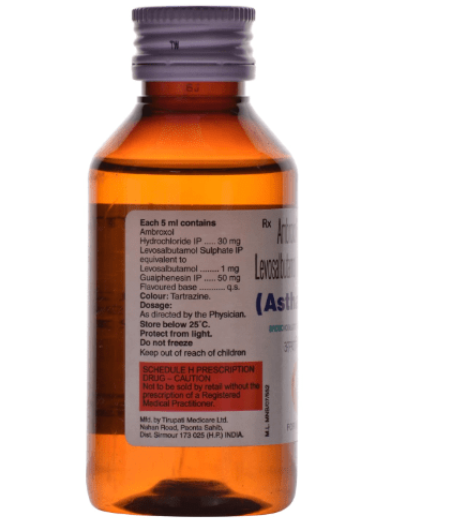 Each 5 ml contains
Ambroxol
Hydrochloride IP ..... 30 mg
Levosalbutamol Sulphate IP
equivalent to
Levosalbutamol ........ 1 mg
Guaiphenesin IP ..... 50 mg
Flavoured base ........... q.s.
Colour: Tartrazine.
Dosage:
As directed by the Physician.
Store below 25°C.
Protect from light.
Do not freeze
Keep out of reach of children
SCHEDULE H PRESCRIPTION
DRUG – CAUTION
Not to be sold by retail without the
prescription of a Registered
Medical Practitioner.
Mfd. by Tirupati Medicare Ltd.
Nahan Road, Paonta Sahib,
Dist. Sirmour 173 025 (H.P.) INDIA.
Rx
(Asth